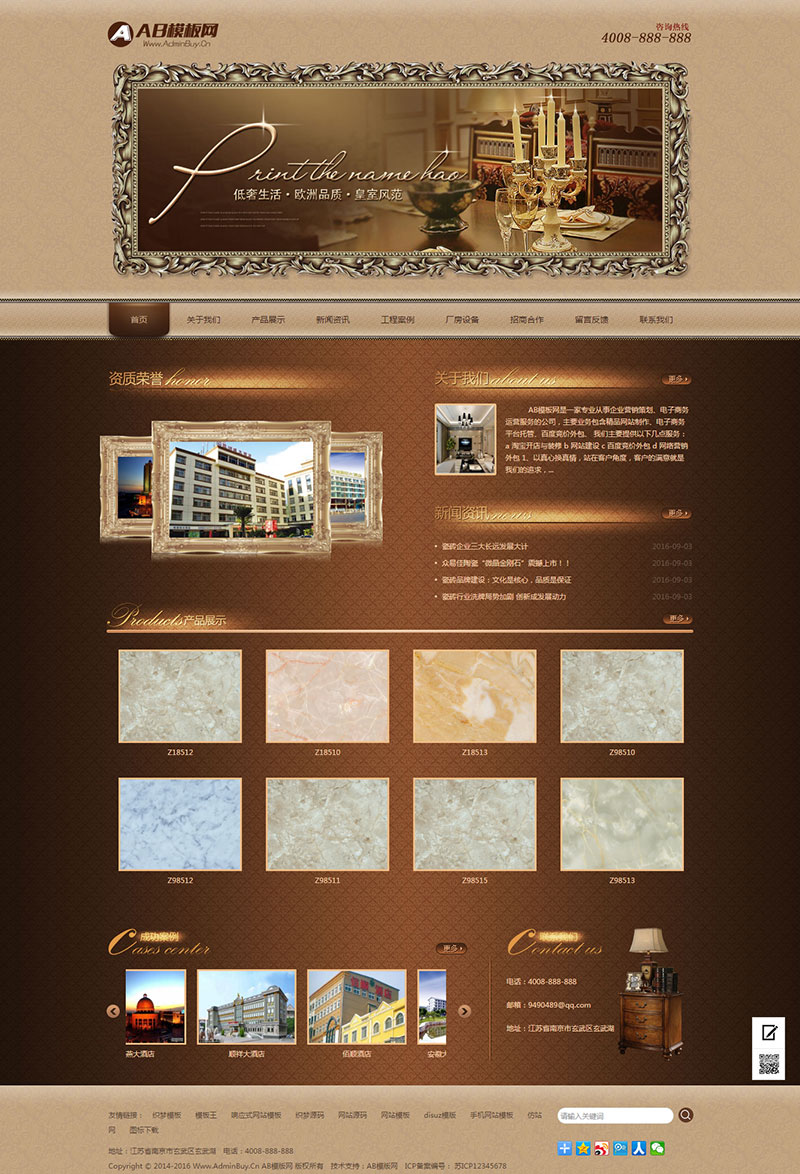 AB模板网
Www.AdminBuy.Cn
咨询热线
4008-888-888
Print the name hao
低奢生活·欧洲品质·皇室风范
首页 关于我们 产品展示 新闻资讯 工程案例 厂房设备 招商合作 留言反馈 联系我们
资质荣誉 honor
关于我们 about us 更多
AB模板网是一家专业从事企业营销策划、电子商务
运营服务的公司，主要业务包含精品网站制作、电子商务
平台托管、百度竞价外包。 我们主要提供以下几点服务：
a 淘宝开店与装修 b 网站建设 c 百度竞价外包 d 网络营销
外包 1、以真心换真情，站在客户角度，客户的满意就是
我们的追求，...
新闻资讯 news 更多
瓷砖企业三大长远发展大计 2016-09-03
众易佳陶瓷“微晶金刚石”震撼上市！！ 2016-09-03
瓷砖品牌建设：文化是核心，品质是保证 2016-09-03
瓷砖行业洗牌局势加剧 创新成发展动力 2016-09-03
Products 产品展示 更多
Z18512 Z18510 Z18513 Z98510
Z98512 Z98511 Z98515 Z98513
成功案例
Cases center 更多
燕大酒店 顺祥大酒店 佰顺酒店 安徽大
联系我们
Contact us
电话：4008-888-888
邮箱：9490489@qq.com
地址：江苏省南京市玄武区玄武湖
友情链接： 织梦模板 模板王 响应式网站模板 织梦源码 网站源码 网站模板 disuz模版 手机网站模板 仿站
网 图标下载
请输入关键词
地址：江苏省南京市玄武区玄武湖 电话：4008-888-888
Copyright © 2014-2016 Www.AdminBuy.Cn AB模版网 版权所有 技术支持：AB模版网 ICP备案编号： 苏ICP12345678